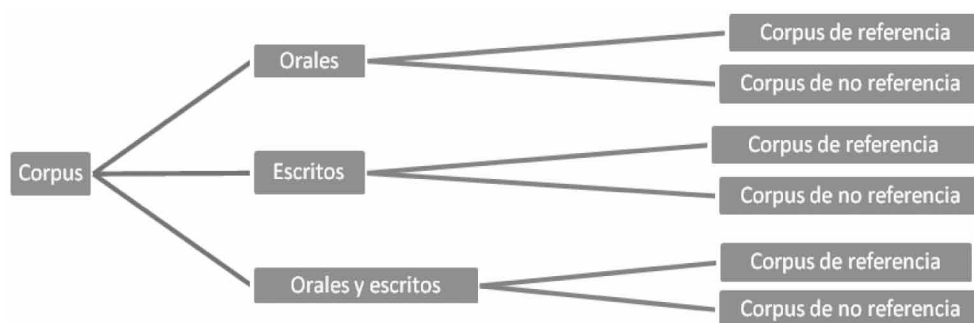 Corpus de referencia
Orales
Corpus de no referencia
Corpus de referencia
Corpus
Escritos
Corpus de no referencia
Corpus de referencia
Orales y escritos
Corpus de no referencia